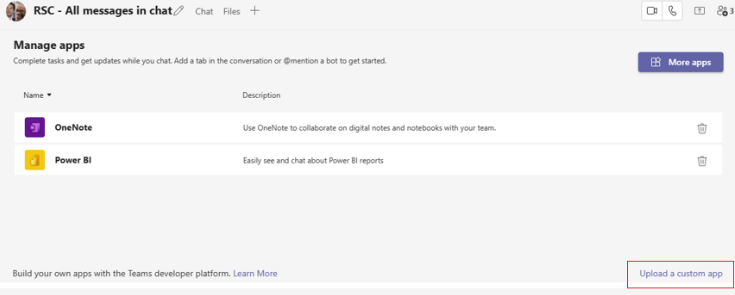 RSC - All messages in chat Chat Files 3
Manage apps
Complete tasks and get updates while you chat. Add a tab in the conversation or @mention a bot to get started.
More apps
Name Description
OneNote Use OneNote to collaborate on digital notes and notebooks with your team.
Power BI Easily see and chat about Power BI reports
Build your own apps with the Teams developer platform. Learn More Upload a custom app